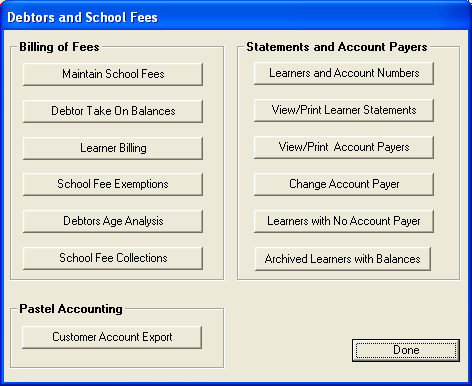 Debtors and School Fees
Billing of Fees
Maintain School Fees
Debtor Take On Balances
Learner Billing
School Fee Exemptions
Debtors Age Analysis
School Fee Collections
Statements and Account Payers
Learners and Account Numbers
View/Print Learner Statements
View/Print Account Payers
Change Account Payer
Learners with No Account Payer
Archived Learners with Balances
Pastel Accounting
Customer Account Export
Done